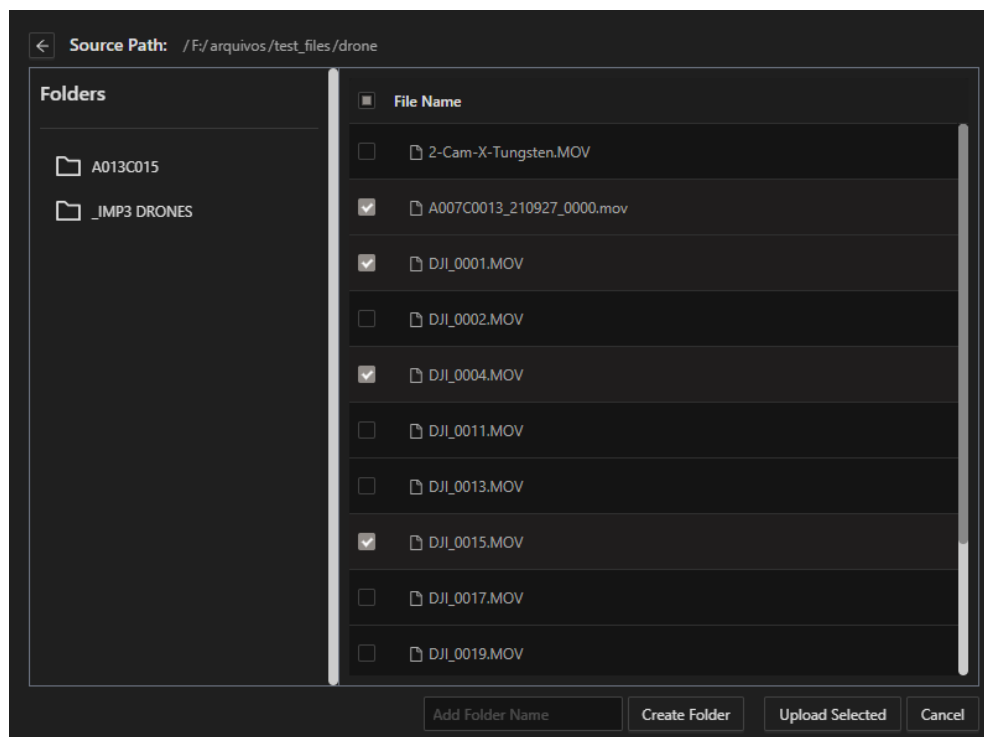 Source Path: /F:/arquivos/test_files/drone
Folders
A013C015
_IMP3 DRONES
File Name
2-Cam-X-Tungsten.MOV
A007C0013_210927_0000.mov
DJI_0001.MOV
DJI_0002.MOV
DJI_0004.MOV
DJI_0011.MOV
DJI_0013.MOV
DJI_0015.MOV
DJI_0017.MOV
DJI_0019.MOV
Add Folder Name Create Folder Upload Selected Cancel